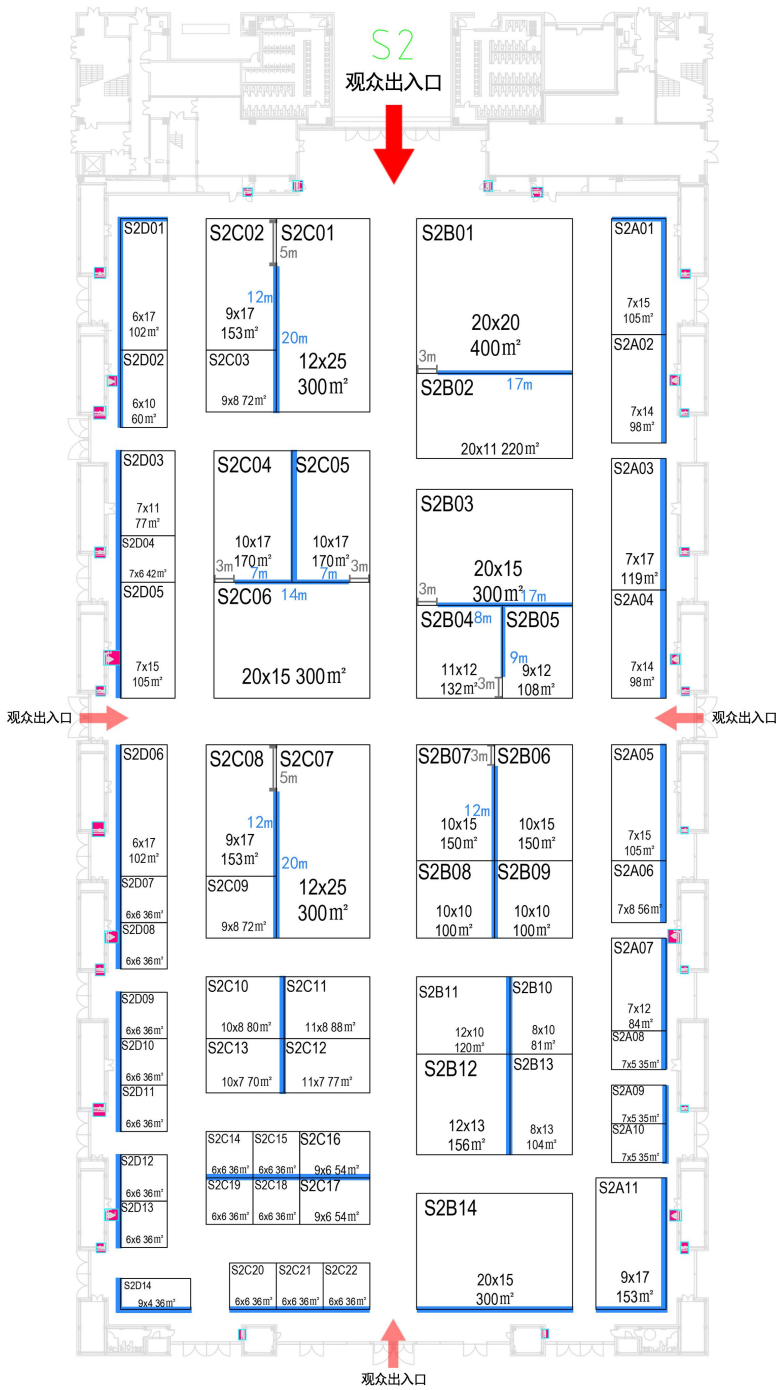 S2
观众出入口
S2D01
6x17
102m²
S2D02
6x10
60m²
S2C02
S2C01
5m
12m
9x17
153m²
20m
S2C03
12x25
300m²
9x8 72m²
S2B01
20x20
400m²
3m
17m
S2B02
20x11 220m²
S2A01
7x15
105m²
S2A02
7x14
98m²
S2D03
7x11
77m²
S2D04
7x6 42m²
S2D05
7x15
105m²
S2C04
S2C05
10x17
170m²
10x17
170m²
3m
7m
7m
3m
S2C06
14m
20x15 300m²
S2B03
20x15
300m²
3m
17m
S2B04
8m
S2B05
9m
11x12
132m²
3m
9x12
108m²
S2A03
7x17
119m²
S2A04
7x14
98m²
观众出入口
观众出入口
S2D06
6x17
102m²
S2D07
6x6 36m²
S2D08
6x6 36m²
S2C08
S2C07
5m
12m
9x17
153m²
20m
S2C09
12x25
300m²
9x8 72m²
S2B07
3m
S2B06
12m
10x15
150m²
10x15
150m²
S2B08
S2B09
10x10
100m²
10x10
100m²
S2A05
7x15
105m²
S2A06
7x8 56m²
S2A07
7x12
84m²
S2A08
7x5 35m²
S2D09
6x6 36m²
S2D10
6x6 36m²
S2D11
6x6 36m²
S2C10
S2C11
10x8 80m²
11x8 88m²
S2C13
S2C12
10x7 70m²
11x7 77m²
S2B11
S2B10
12x10
120m²
8x10
81m²
S2B12
S2B13
12x13
156m²
8x13
104m²
S2A09
7x5 35m²
S2A10
7x5 35m²
S2D12
6x6 36m²
S2D13
6x6 36m²
S2C14
S2C15
S2C16
6x6 36m²
6x6 36m²
9x6 54m²
S2C19
S2C18
S2C17
6x6 36m²
6x6 36m²
9x6 54m²
S2B14
20x15
300m²
S2A11
9x17
153m²
S2D14
9x4 36m²
S2C20
S2C21
S2C22
6x6 36m²
6x6 36m²
6x6 36m²
观众出入口